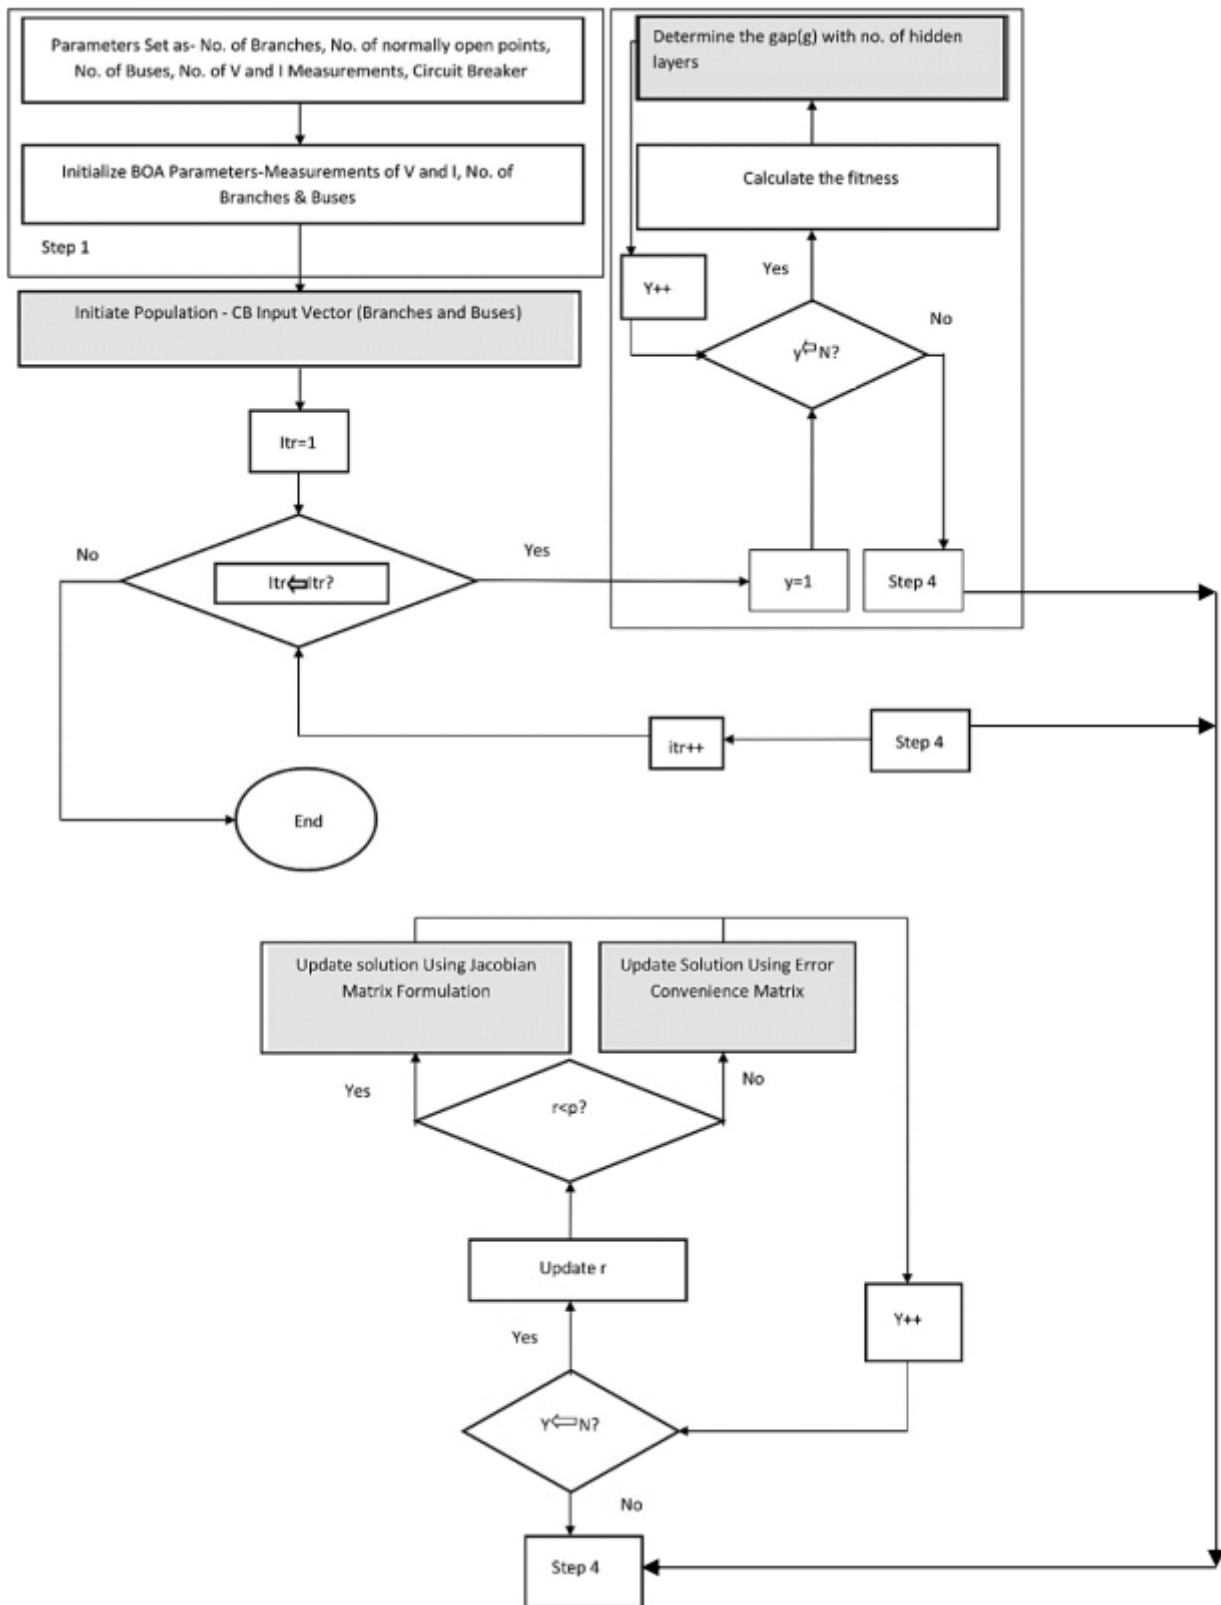 Parameters Set as- No. of Branches, No. of normally open points,
No. of Buses, No. of V and I Measurements, Circuit Breaker
Initialize BOA Parameters-Measurements of V and I, No. of
Branches & Buses
Step 1
Initiate Population - CB Input Vector (Branches and Buses)
Itr=1
No
Itr⇐Itr?
Yes
End
Determine the gap(g) with no. of hidden
layers
Calculate the fitness
Yes
Y++
No
y⇐N?
y=1
Step 4
itr++
Step 4
Update solution Using Jacobian
Matrix Formulation
Update Solution Using Error
Convenience Matrix
Yes
No
r<p?
Update r
Y++
Yes
Y⇐N?
No
Step 4